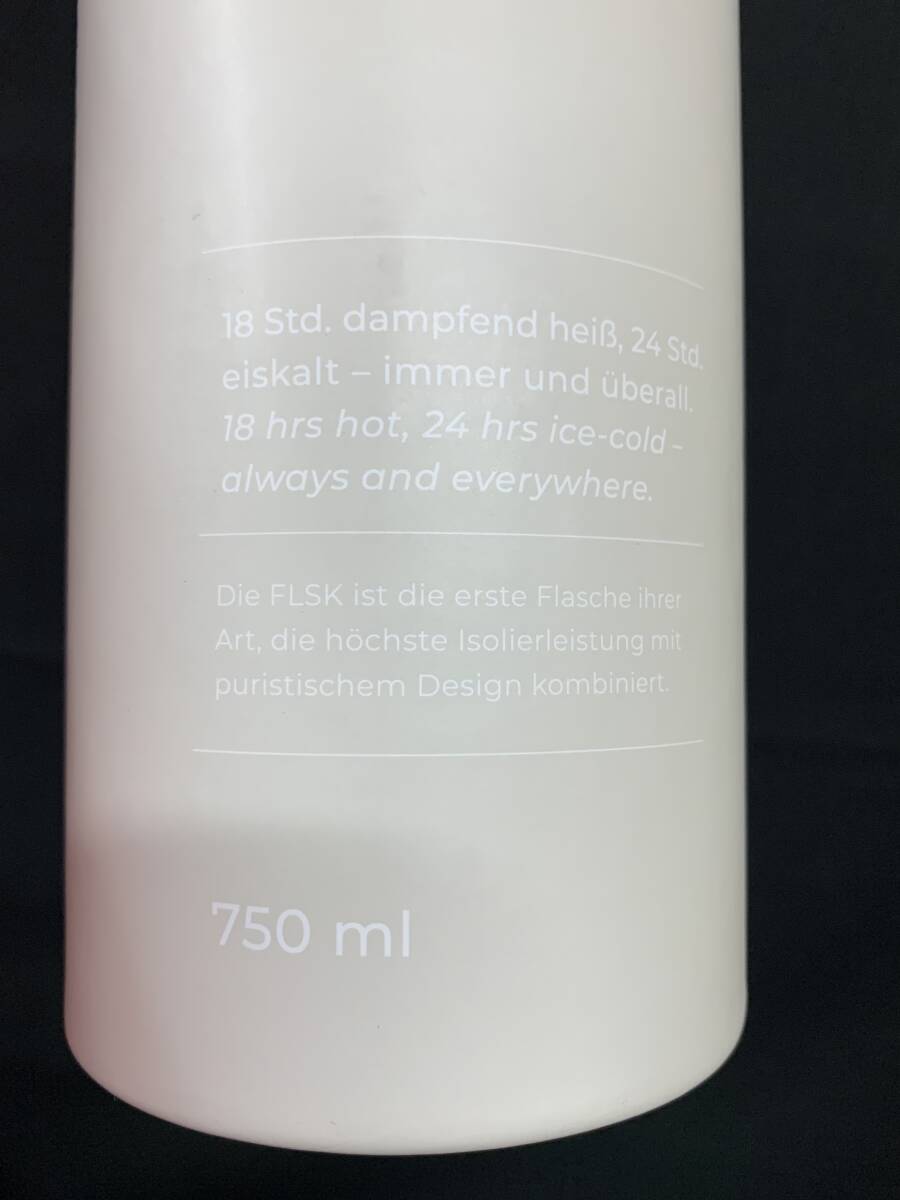 18 Std. dampfend heiß, 24 Std.
eiskalt – immer und überall.
18 hrs hot, 24 hrs ice-cold –
always and everywhere.
Die FLSK ist die erste Flasche ihrer
Art, die höchste Isolierleistung mit
puristischem Design kombiniert.
750 ml